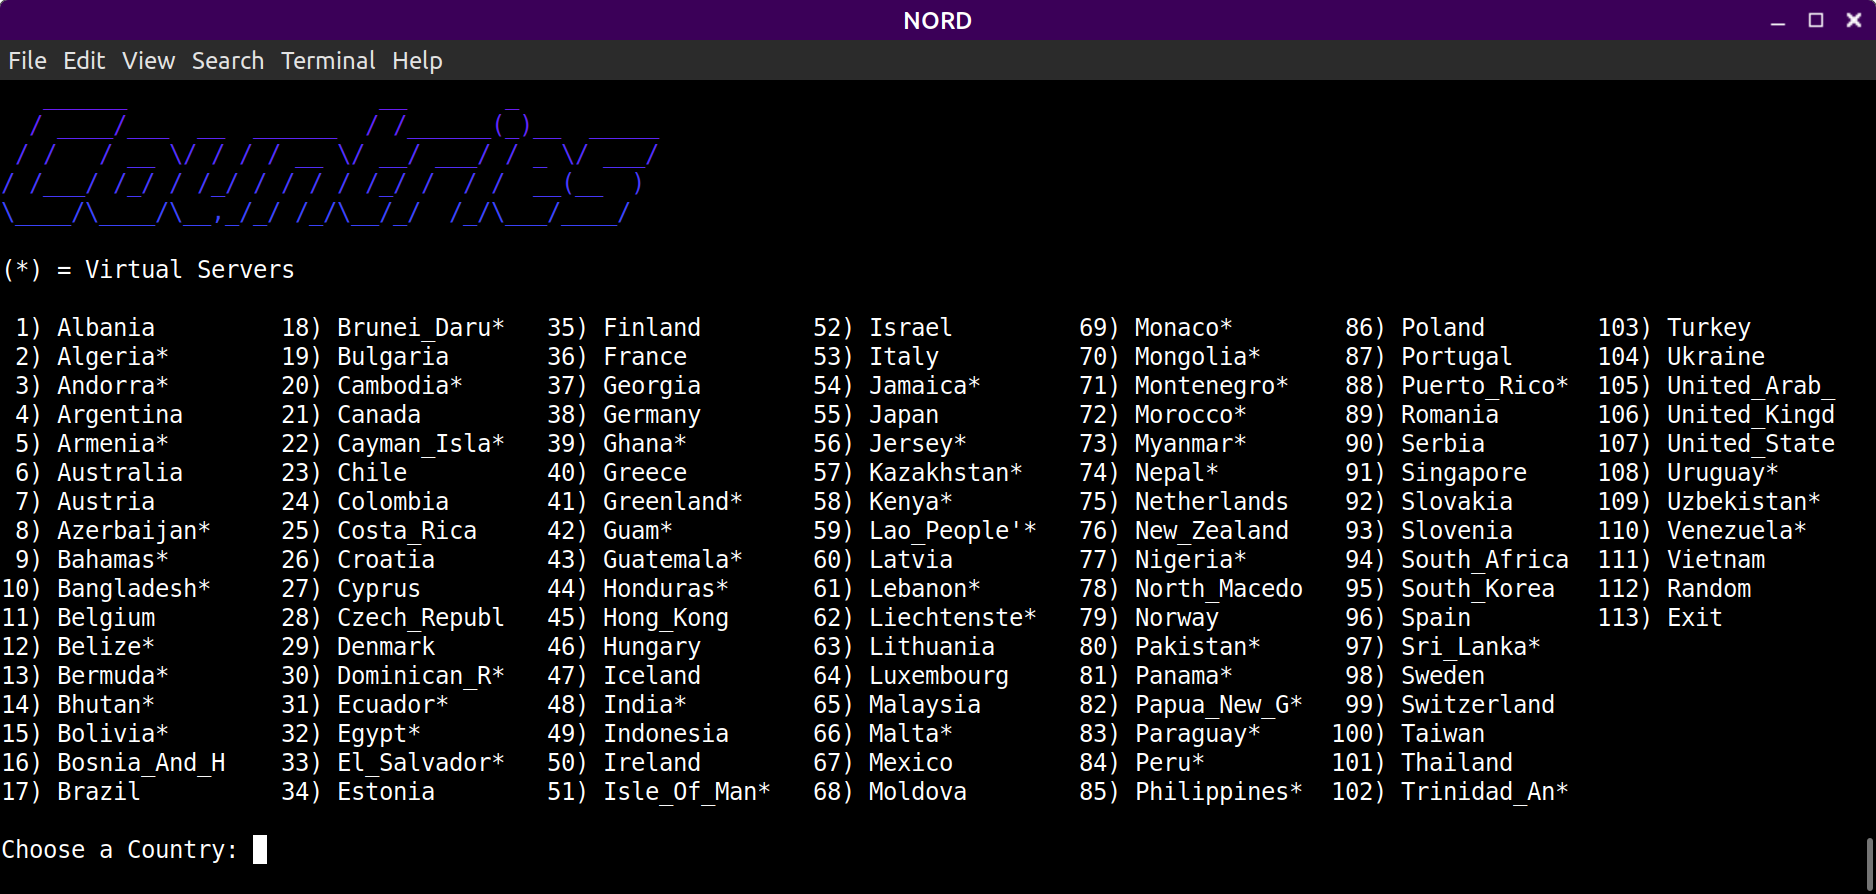 NORD
File Edit View Search Terminal Help
Countries
(*) = Virtual Servers
1) Albania 18) Brunei_Daru* 35) Finland 52) Israel 69) Monaco* 86) Poland 103) Turkey
2) Algeria* 19) Bulgaria 36) France 53) Italy 70) Mongolia* 87) Portugal 104) Ukraine
3) Andorra* 20) Cambodia* 37) Georgia 54) Jamaica* 71) Montenegro* 88) Puerto_Rico* 105) United_Arab_
4) Argentina 21) Canada 38) Germany 55) Japan 72) Morocco* 89) Romania 106) United_Kingd
5) Armenia* 22) Cayman_Isla* 39) Ghana* 56) Jersey* 73) Myanmar* 90) Serbia 107) United_State
6) Australia 23) Chile 40) Greece 57) Kazakhstan* 74) Nepal* 91) Singapore 108) Uruguay*
7) Austria 24) Colombia 41) Greenland* 58) Kenya* 75) Netherlands 92) Slovakia 109) Uzbekistan*
8) Azerbaijan* 25) Costa_Rica 42) Guam* 59) Lao_People'* 76) New_Zealand 93) Slovenia 110) Venezuela*
9) Bahamas* 26) Croatia 43) Guatemala* 60) Latvia 77) Nigeria* 94) South_Africa 111) Vietnam
10) Bangladesh* 27) Cyprus 44) Honduras* 61) Lebanon* 78) North_Macedo 95) South_Korea 112) Random
11) Belgium 28) Czech_Republ 45) Hong_Kong 62) Liechtenste* 79) Norway 96) Spain 113) Exit
12) Belize* 29) Denmark 46) Hungary 63) Lithuania 80) Pakistan* 97) Sri_Lanka*
13) Bermuda* 30) Dominican_R* 47) Iceland 64) Luxembourg 81) Panama* 98) Sweden
14) Bhutan* 31) Ecuador* 48) India* 65) Malaysia 82) Papua_New_G* 99) Switzerland
15) Bolivia* 32) Egypt* 49) Indonesia 66) Malta* 83) Paraguay* 100) Taiwan
16) Bosnia_And_H 33) El_Salvador* 50) Ireland 67) Mexico 84) Peru* 101) Thailand
17) Brazil 34) Estonia 51) Isle_Of_Man* 68) Moldova 85) Philippines* 102) Trinidad_An*
Choose a Country: